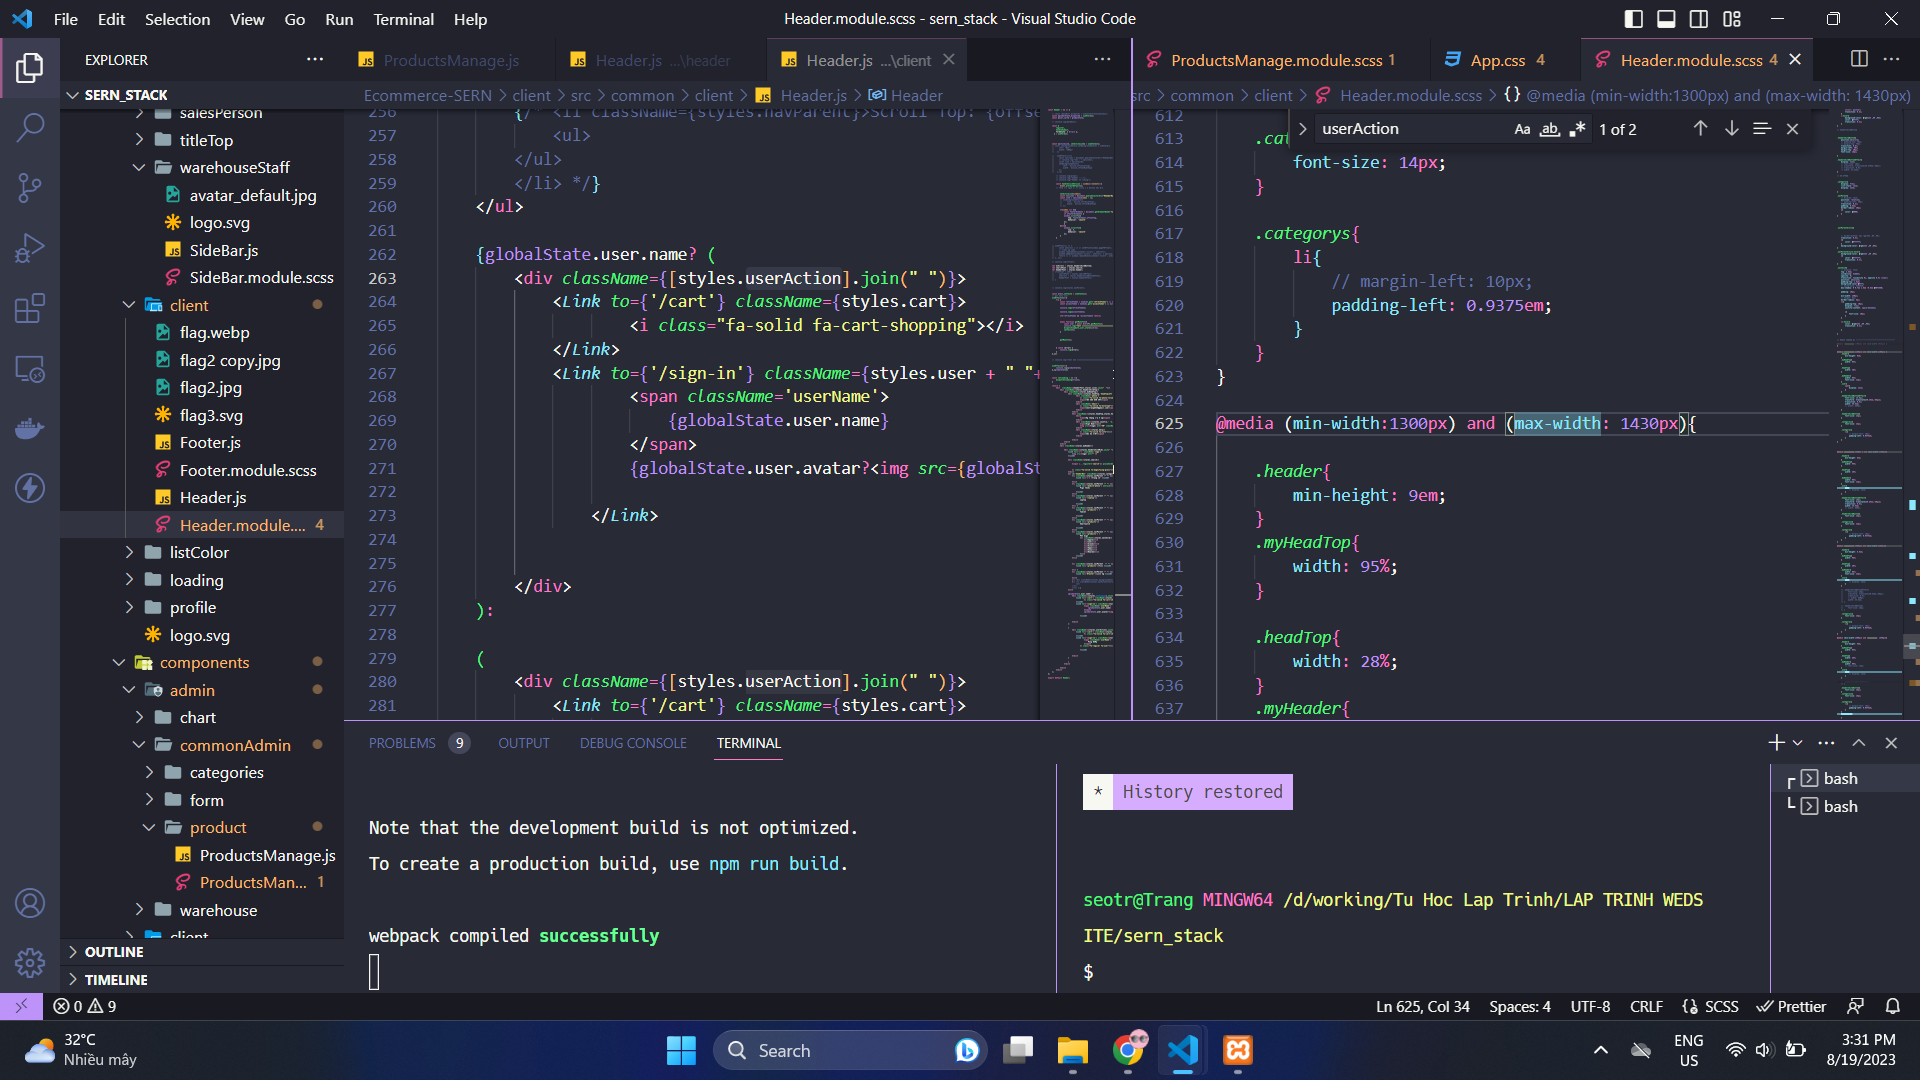 File Edit Selection View Go Run Terminal Help
Header.module.scss - sern_stack - Visual Studio Code
EXPLORER
SERN_STACK
salesPerson
titleTop
warehouseStaff
avatar_default.jpg
logo.svg
SideBar.js
SideBar.module.scss
client
flag.webp
flag2 copy.jpg
flag2.jpg
flag3.svg
Footer.js
Footer.module.scss
Header.js
Header.module.... 4
listColor
loading
profile
logo.svg
components
admin
chart
commonAdmin
categories
form
product
ProductsManage.js
ProductsMan... 1
warehouse
client
OUTLINE
TIMELINE
ProductsManage.js
Header.js ...\header
Header.js ...\client
Ecommerce-SERN > client > src > common > client > Header.js > Header
256 {/* <li className={styles.navParent}>Scroll Top: {offse
257 <ul>
258 </ul>
259 </li> */}
260 </ul>
261
262 {globalState.user.name? (
263 <div className={[styles.userAction].join(" ")}>
264 <Link to={'/cart'} className={styles.cart}>
265 <i class="fa-solid fa-cart-shopping"></i>
266 </Link>
267 <Link to={'/sign-in'} className={styles.user + " "+
268 <span className='userName'>
269 {globalState.user.name}
270 </span>
271 {globalState.user.avatar?<img src={globalSt
272
273 </Link>
274
275
276 </div>
277 ):
278
279 (
280 <div className={[styles.userAction].join(" ")}>
281 <Link to={'/cart'} className={styles.cart}>
ProductsManage.module.scss 1
App.css 4
Header.module.scss 4
src > common > client > Header.module.scss > {} @media (min-width:1300px) and (max-width: 1430px)
userAction Aa ab 1 of 2
612
613 .cat
614 font-size: 14px;
615 }
616
617 .categorys{
618 li{
619 // margin-left: 10px;
620 padding-left: 0.9375em;
621 }
622 }
623 }
624
625 @media (min-width:1300px) and (max-width: 1430px){
626
627 .header{
628 min-height: 9em;
629 }
630 .myHeadTop{
631 width: 95%;
632 }
633
634 .headTop{
635 width: 28%;
636 }
637 .myHeader{
PROBLEMS 9 OUTPUT DEBUG CONSOLE TERMINAL
Note that the development build is not optimized.
To create a production build, use npm run build.
webpack compiled successfully
* History restored
seotr@Trang MINGW64 /d/working/Tu Hoc Lap Trinh/LAP TRINH WEDS
ITE/sern_stack
$
bash
bash
0 9
Ln 625, Col 34 Spaces: 4 UTF-8 CRLF {} SCSS Prettier
32°C
Nhiều mây
Search
ENG
US
3:31 PM
8/19/2023